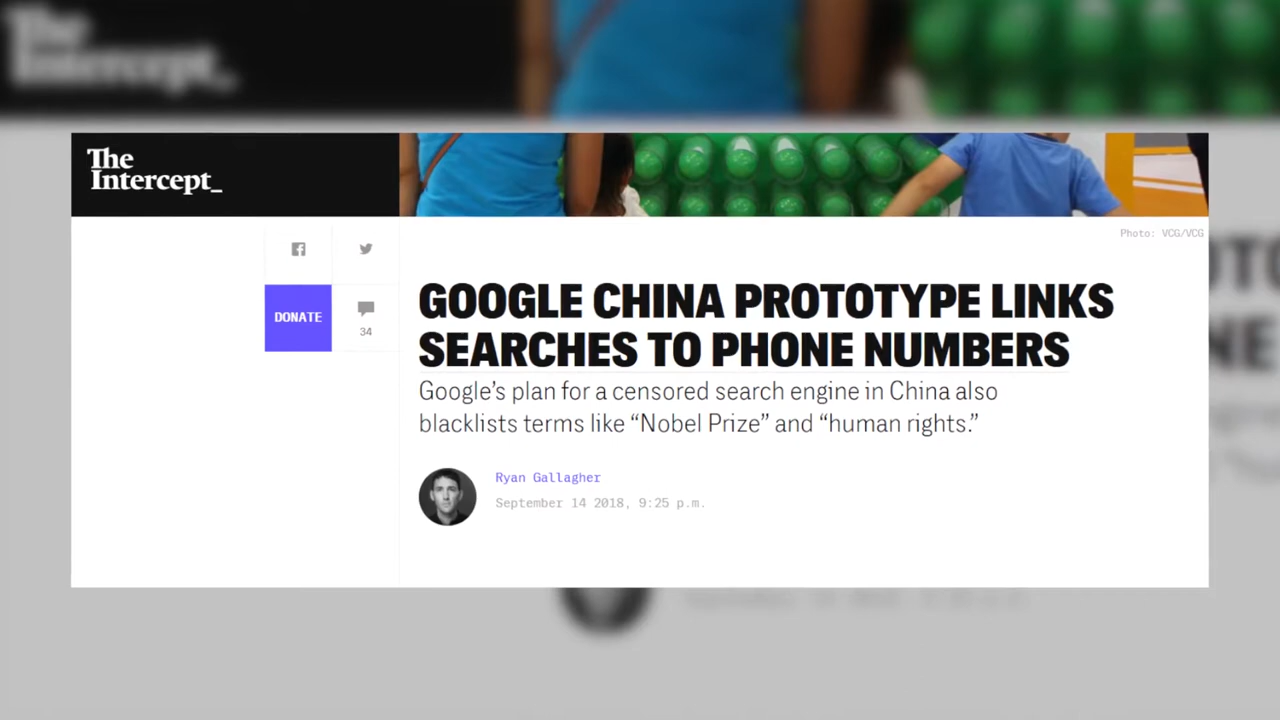 The
Intercept_
The
Intercept_
Photo: VCG/VCG
DONATE
34
GOOGLE CHINA PROTOTYPE LINKS
SEARCHES TO PHONE NUMBERS
Google’s plan for a censored search engine in China also
blacklists terms like “Nobel Prize” and “human rights.”
Ryan Gallagher
September 14 2018, 9:25 p.m.